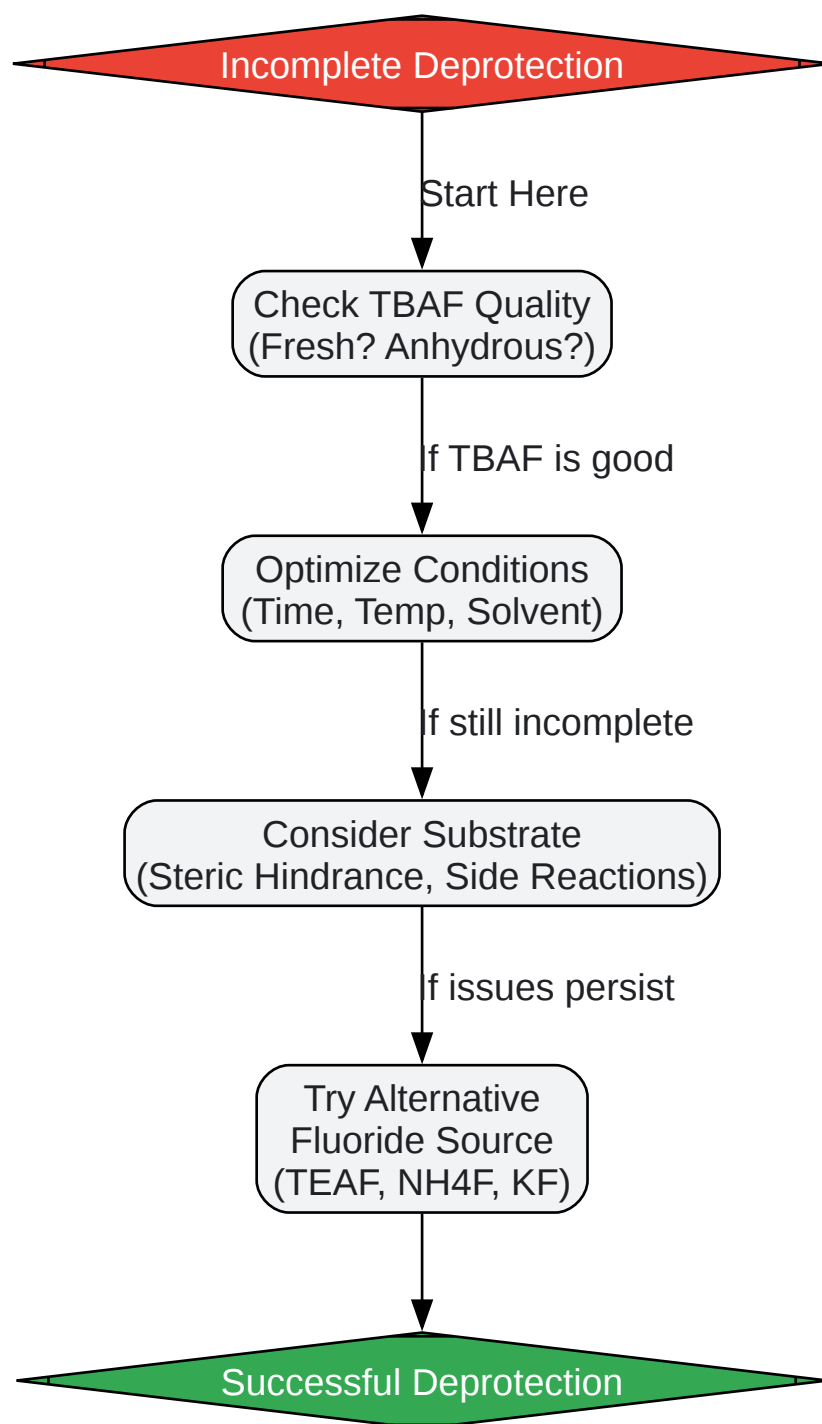 Incomplete Deprotection
Start Here
Check TBAF Quality
(Fresh? Anhydrous?)
If TBAF is good
Optimize Conditions
(Time, Temp, Solvent)
If still incomplete
Consider Substrate
(Steric Hindrance, Side Reactions)
If issues persist
Try Alternative
Fluoride Source
(TEAF, NH4F, KF)
Successful Deprotection